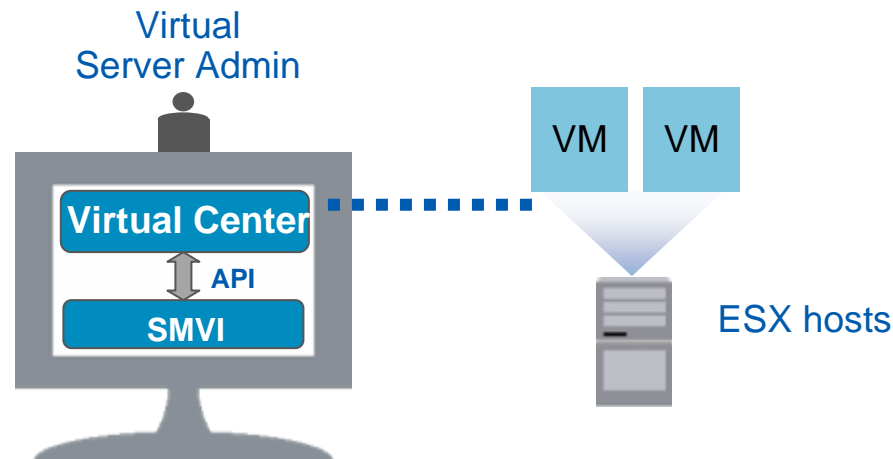 Virtual
Server Admin
VM
VM
Virtual Center
API
SMVI
ESX hosts